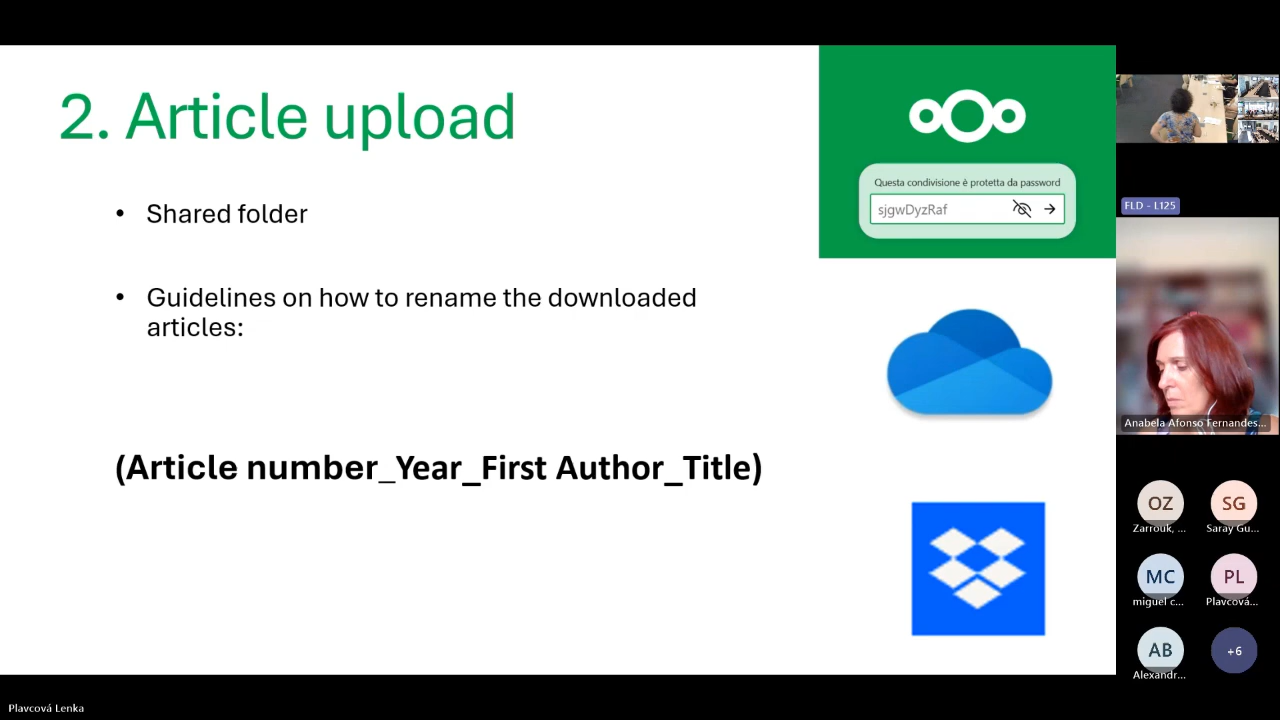 2. Article upload
• Shared folder
• Guidelines on how to rename the downloaded
articles:
(Article number_Year_First Author_Title)
Questa condivisione è protetta da password
sjgwDyzRaf
FLD - L125
Anabela Afonso Fernandes...
OZ
Zarrouk, ...
SG
Saray Gu...
MC
miguel c...
PL
Plavcová...
AB
Alexandr...
+6
Plavcová Lenka